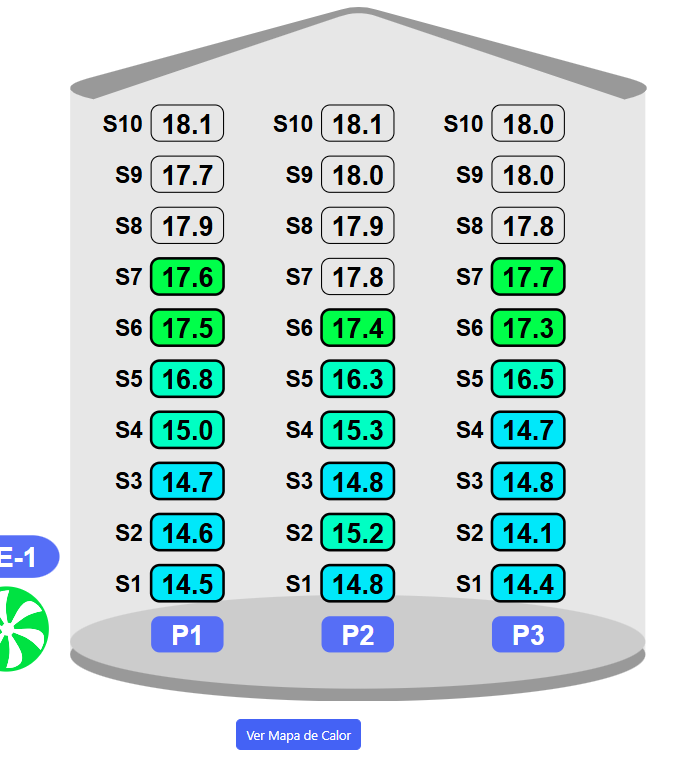 S10 18.1 S10 18.1 S10 18.0
S9 17.7 S9 18.0 S9 18.0
S8 17.9 S8 17.9 S8 17.8
S7 17.6 S7 17.8 S7 17.7
S6 17.5 S6 17.4 S6 17.3
S5 16.8 S5 16.3 S5 16.5
S4 15.0 S4 15.3 S4 14.7
S3 14.7 S3 14.8 S3 14.8
S2 14.6 S2 15.2 S2 14.1
E-1
S1 14.5 S1 14.8 S1 14.4
P1 P2 P3
Ver Mapa de Calor